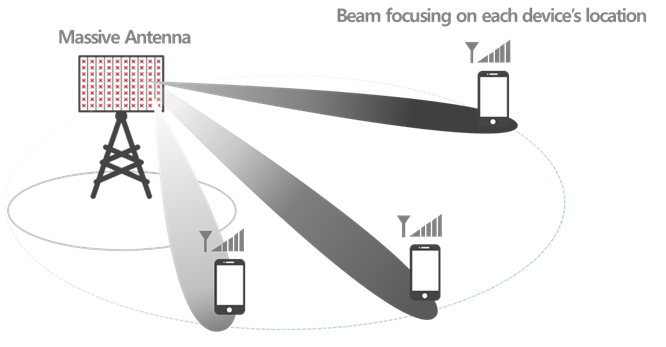 Beam focusing on each device's location
Massive Antenna